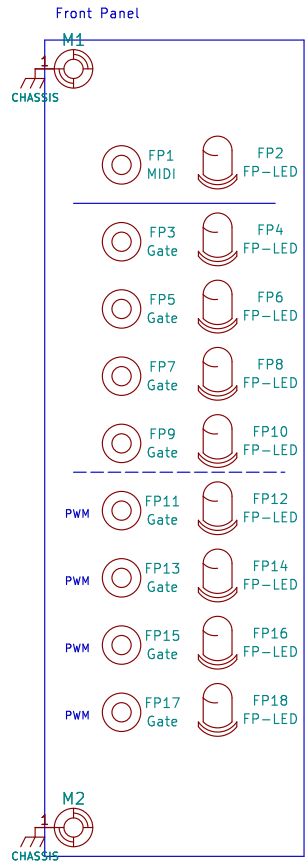 Front Panel
M1
1
CHASSIS
FP1
MIDI
FP2
FP-LED
FP3
Gate
FP4
FP-LED
FP5
Gate
FP6
FP-LED
FP7
Gate
FP8
FP-LED
FP9
Gate
FP10
FP-LED
PWM
FP11
Gate
FP12
FP-LED
PWM
FP13
Gate
FP14
FP-LED
PWM
FP15
Gate
FP16
FP-LED
PWM
FP17
Gate
FP18
FP-LED
M2
1
CHASSIS